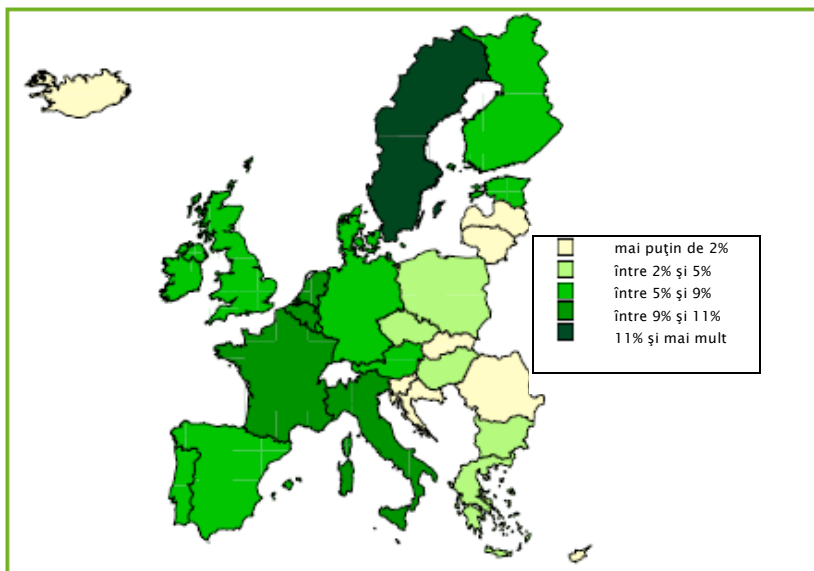 mai puţin de 2%
între 2% şi 5%
între 5% şi 9%
între 9% şi 11%
11% şi mai mult